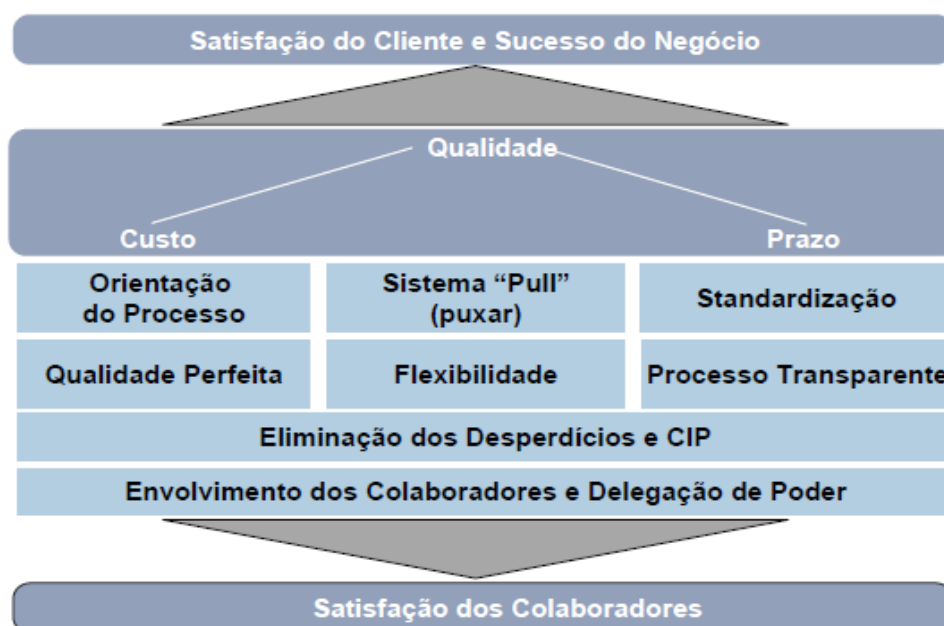 Satisfação do Cliente e Sucesso do Negócio
Qualidade
Custo
Prazo
Orientação
do Processo
Sistema “Pull”
(puxar)
Standardização
Qualidade Perfeita
Flexibilidade
Processo Transparente
Eliminação dos Desperdícios e CIP
Envolvimento dos Colaboradores e Delegação de Poder
Satisfação dos Colaboradores